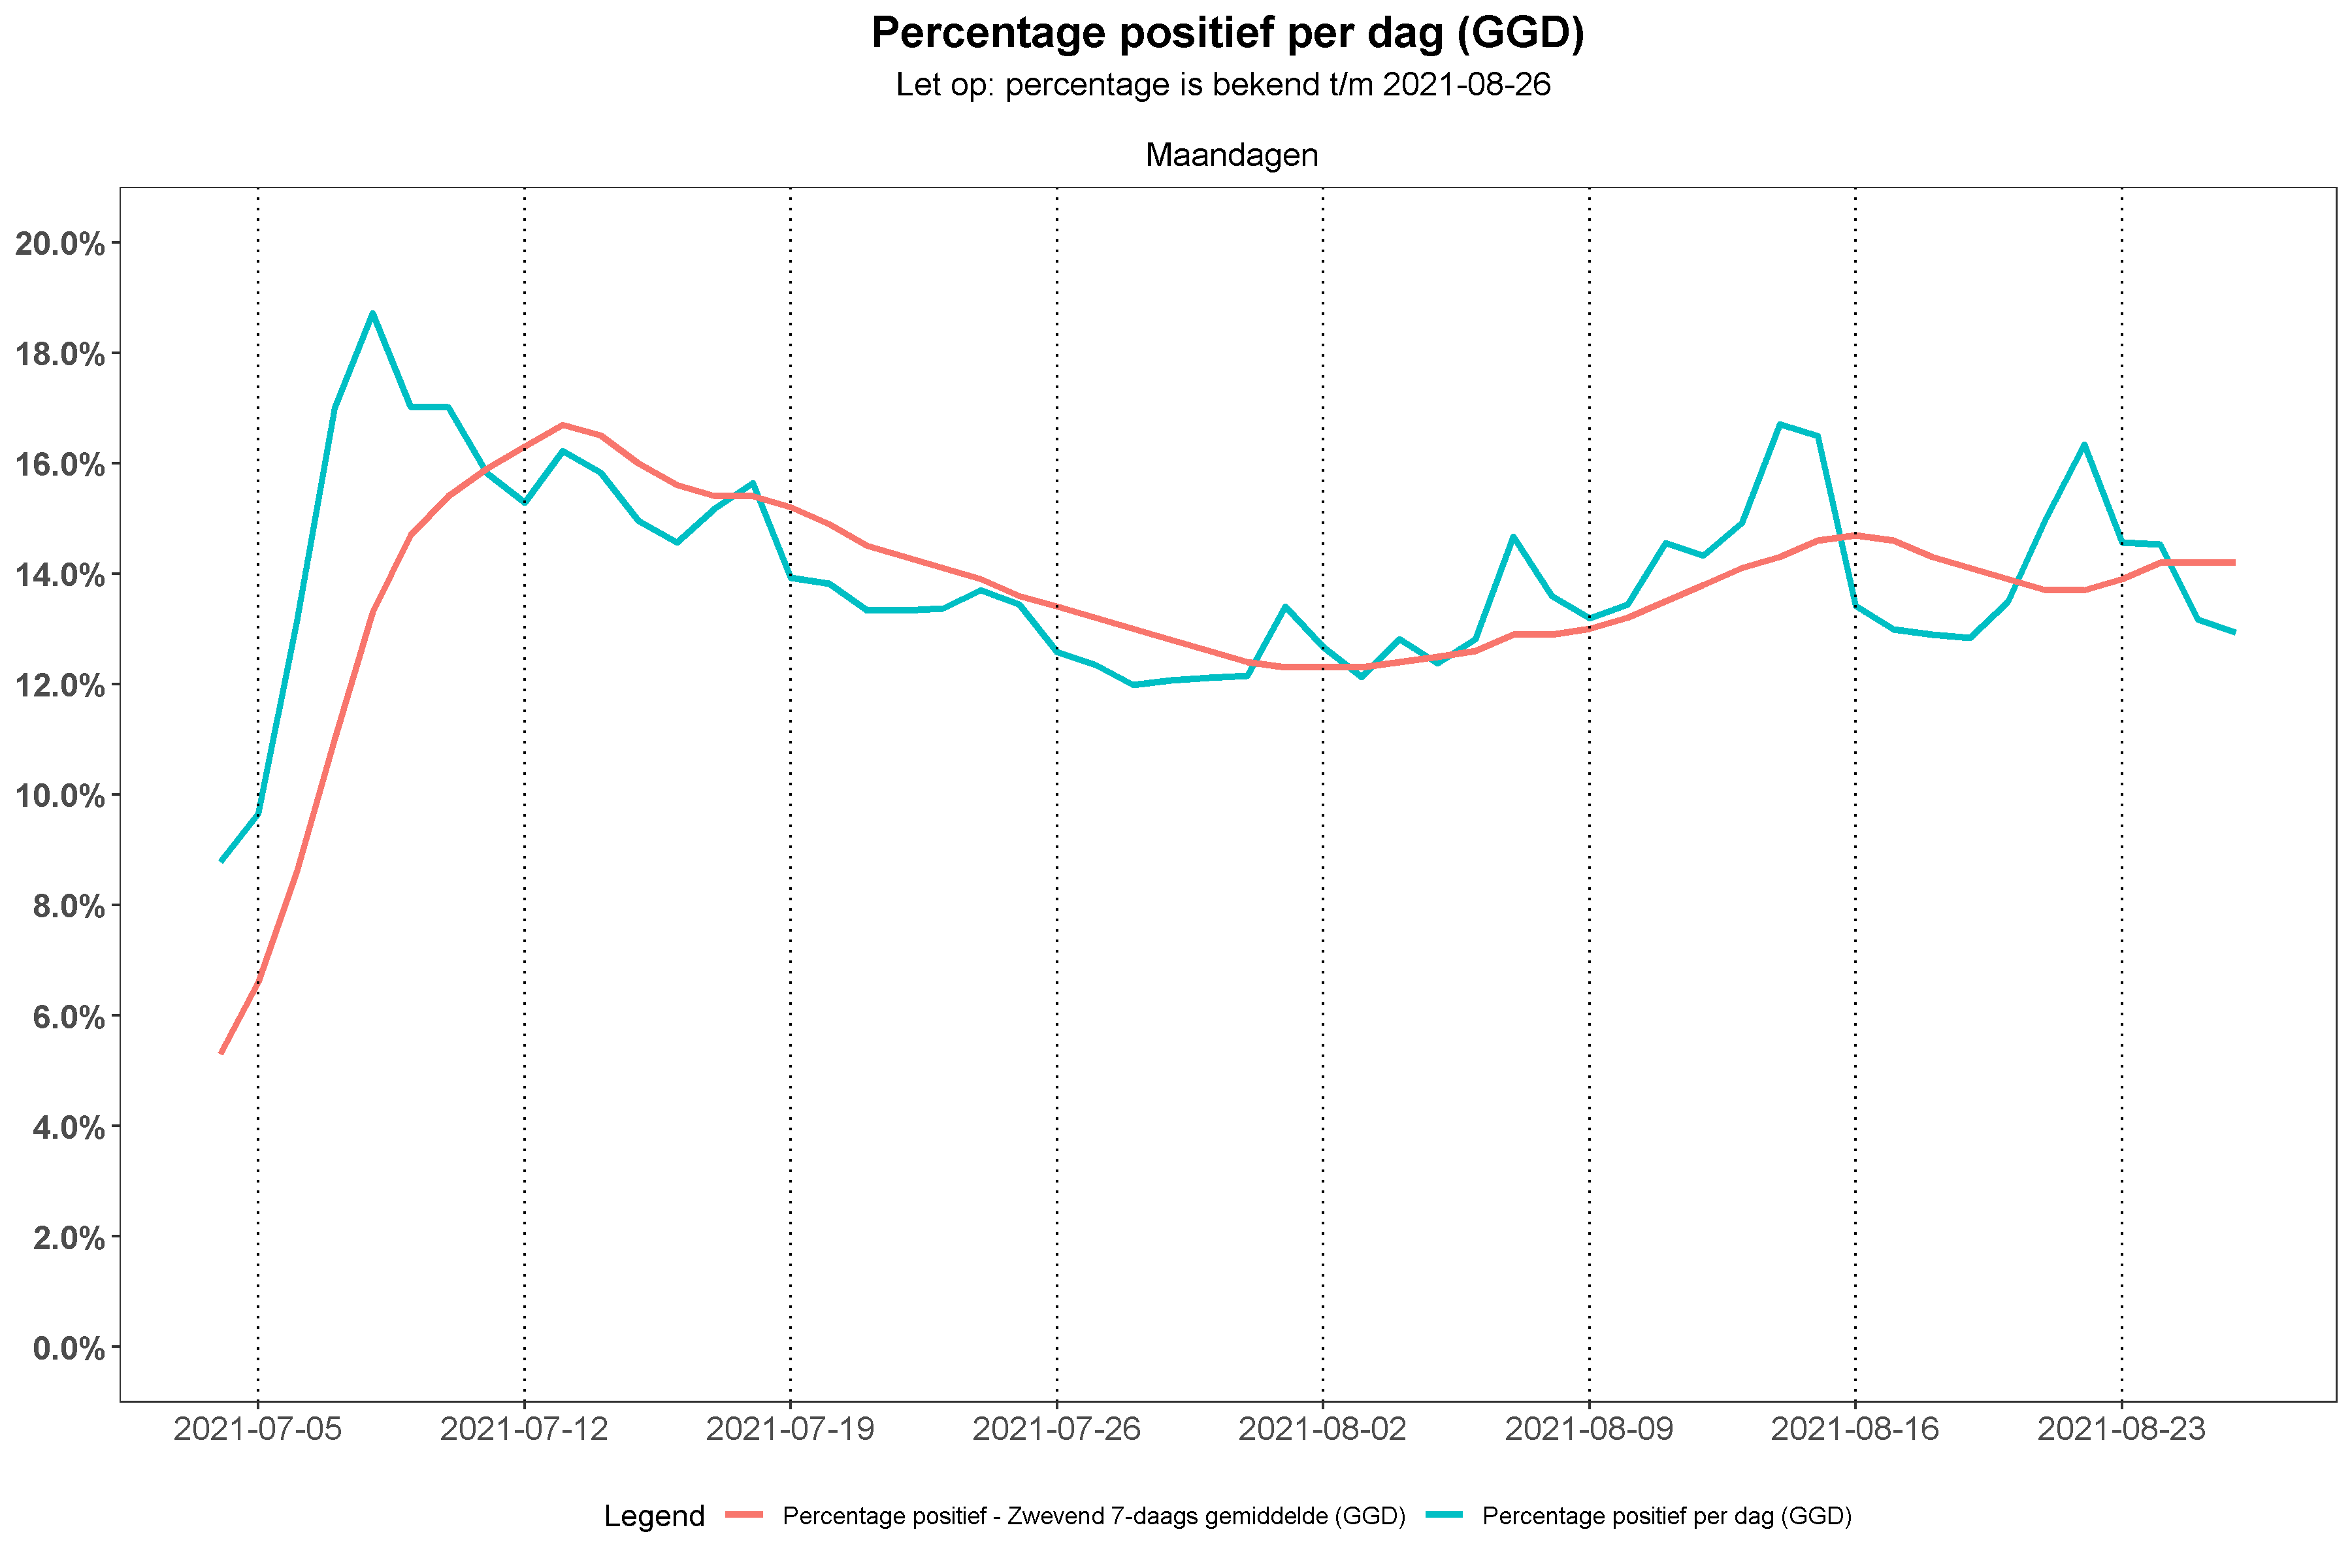 Percentage positief per dag (GGD)
Let op: percentage is bekend t/m 2021-08-26
Maandagen
20.0%
18.0%
16.0%
14.0%
12.0%
10.0%
8.0%
6.0%
4.0%
2.0%
0.0%
2021-07-05 2021-07-12 2021-07-19 2021-07-26 2021-08-02 2021-08-09 2021-08-16 2021-08-23
Legend Percentage positief - Zwevend 7-daags gemiddelde (GGD) Percentage positief per dag (GGD)